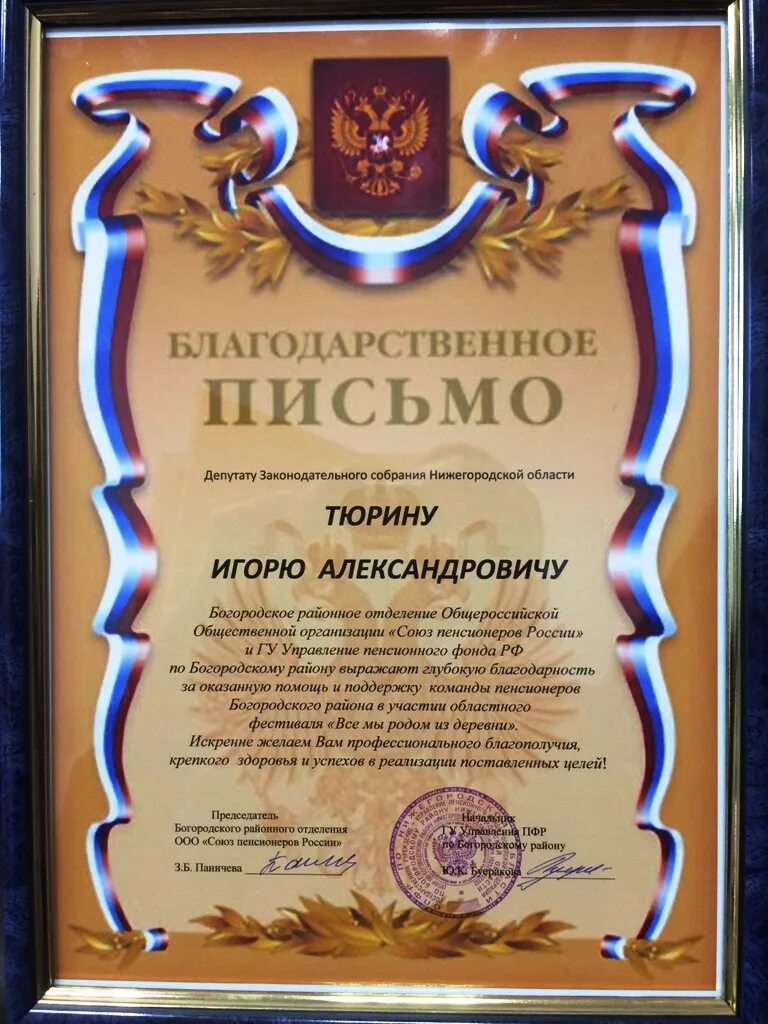 БЛАГОДАРСТВЕННОЕ
ПИСЬМО
Депутату Законодательного собрания Нижегородской области
ТЮРИНУ
ИГОРЮ АЛЕКСАНДРОВИЧУ
Богородское районное отделение Общероссийской
Общественной организации «Союз пенсионеров России»
и ГУ Управление пенсионного фонда РФ
по Богородскому району выражают глубокую благодарность
за оказанную помощь и поддержку команды пенсионеров
Богородского района в участии областного
фестиваля «Все мы родом из деревни».
Искренне желаем Вам профессионального благополучия,
крепкого здоровья и успехов в реализации поставленных целей!
Председатель
Богородского районного отделения
ООО «Союз пенсионеров России»
З.Б. Паничева
Начальник
ГУ Управления ПФР
по Богородскому району
Ю.К. Буеракова